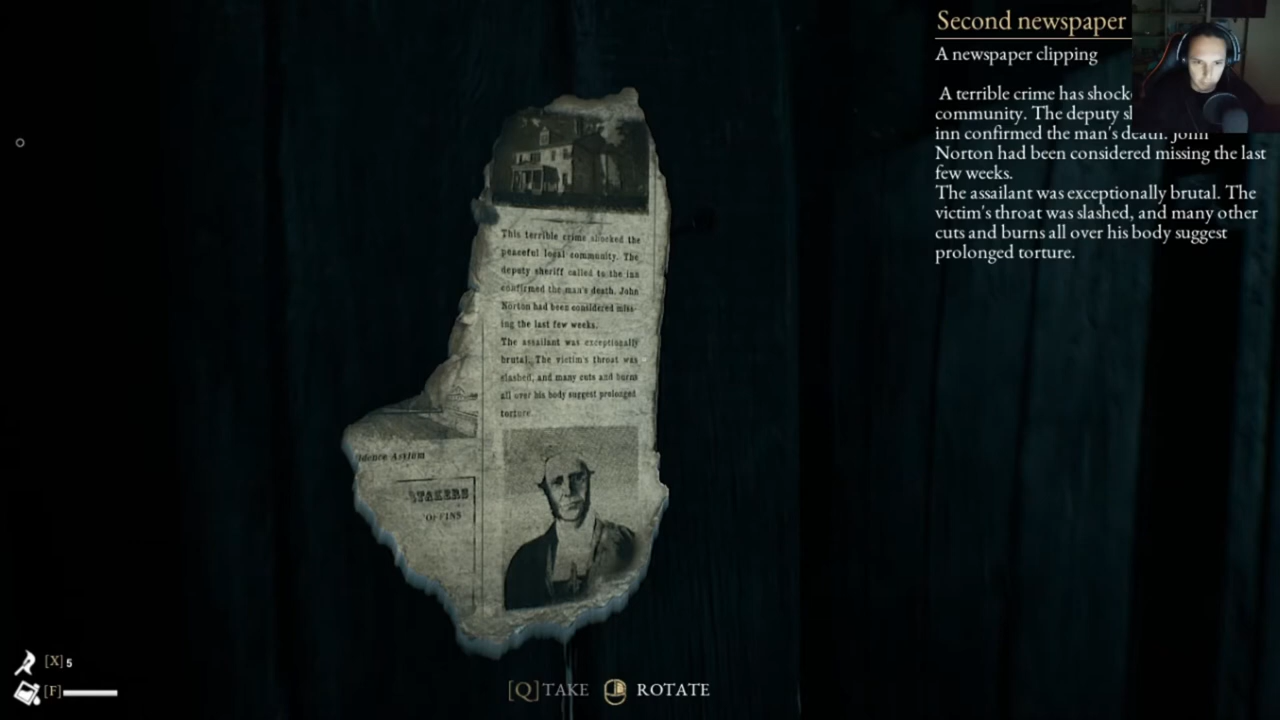 Second newspaper
A newspaper clipping
A terrible crime has
community. The deputy
inn confirmed the man's death. John
Norton had been considered missing the last
few weeks.
The assailant was exceptionally brutal. The
victim's throat was slashed, and many other
cuts and burns all over his body suggest
prolonged torture.
This terrible crime shocked the
peaceful local community. The
deputy sheriff called to the inn
confirmed the man's death. John
Norton had been considered miss-
ing the last few weeks.
The assailant was exceptionally
brutal. The victim's throat was
slashed, and many cuts and burns
all over his body suggest prolonged
torture.
idence Asylum
STAKERS
OFFINS
[X] 5
[F]
[Q] TAKE ROTATE